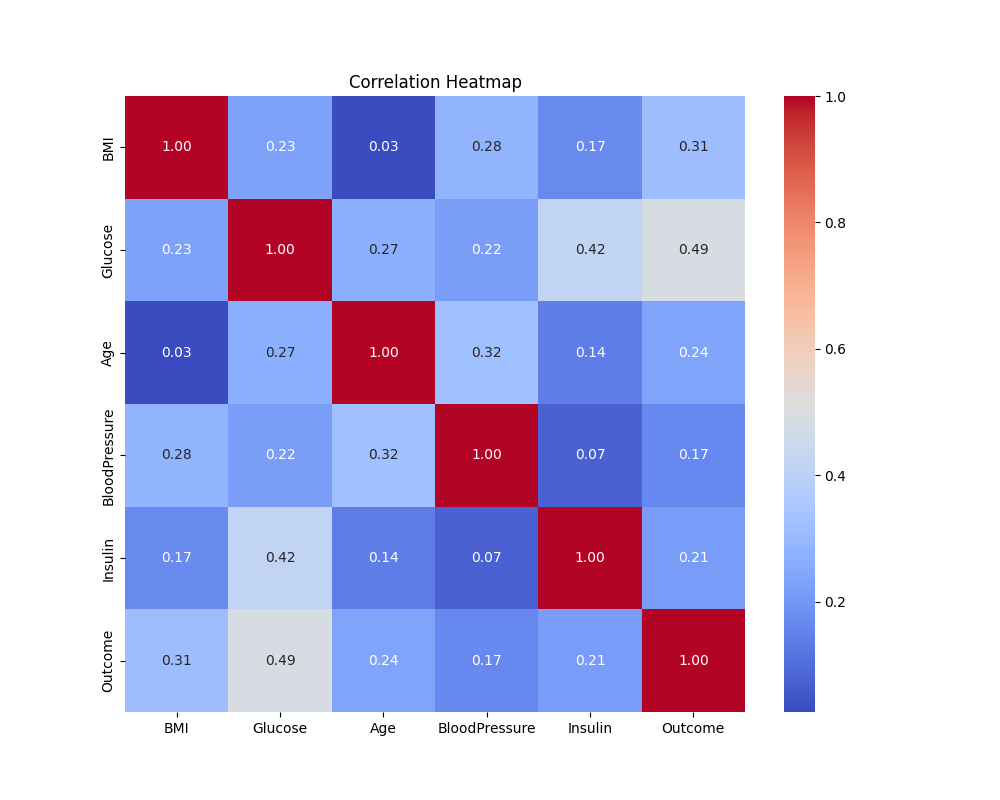 Correlation Heatmap
BMI 1.00 0.23 0.03 0.28 0.17 0.31
Glucose 0.23 1.00 0.27 0.22 0.42 0.49
Age 0.03 0.27 1.00 0.32 0.14 0.24
BloodPressure 0.28 0.22 0.32 1.00 0.07 0.17
Insulin 0.17 0.42 0.14 0.07 1.00 0.21
Outcome 0.31 0.49 0.24 0.17 0.21 1.00
BMI Glucose Age BloodPressure Insulin Outcome
1.0
0.8
0.6
0.4
0.2